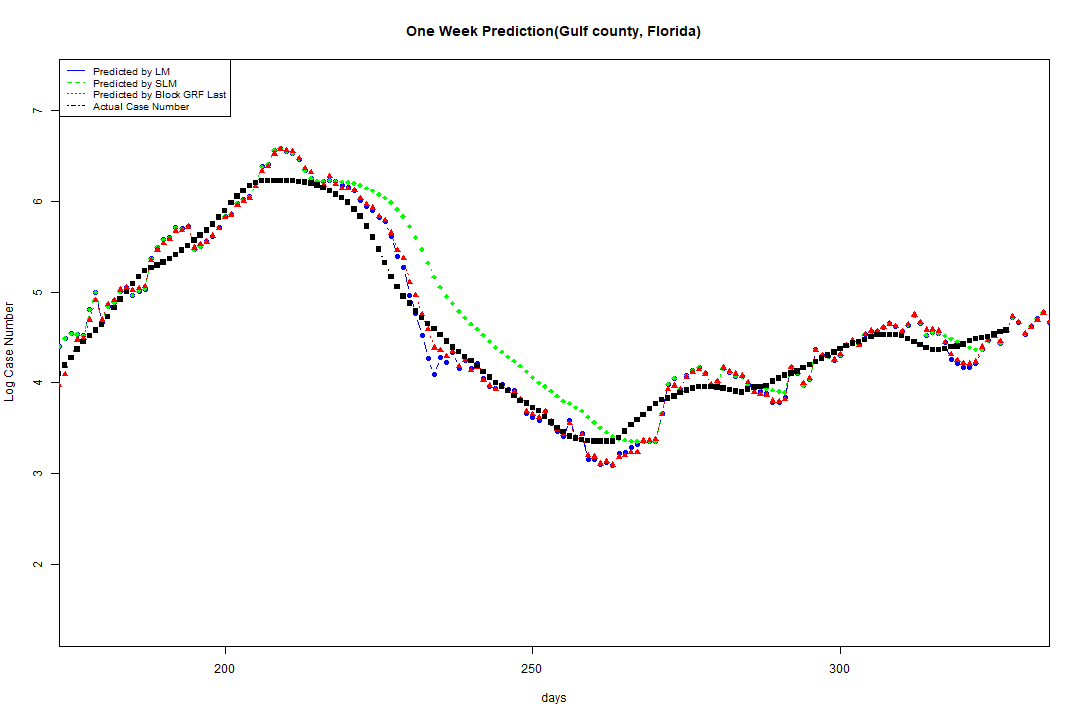 One Week Prediction(Gulf county, Florida)
Predicted by LM
Predicted by SLM
Predicted by Block GRF Last
Actual Case Number
7
6
5
4
3
2
Log Case Number
200
250
300
days